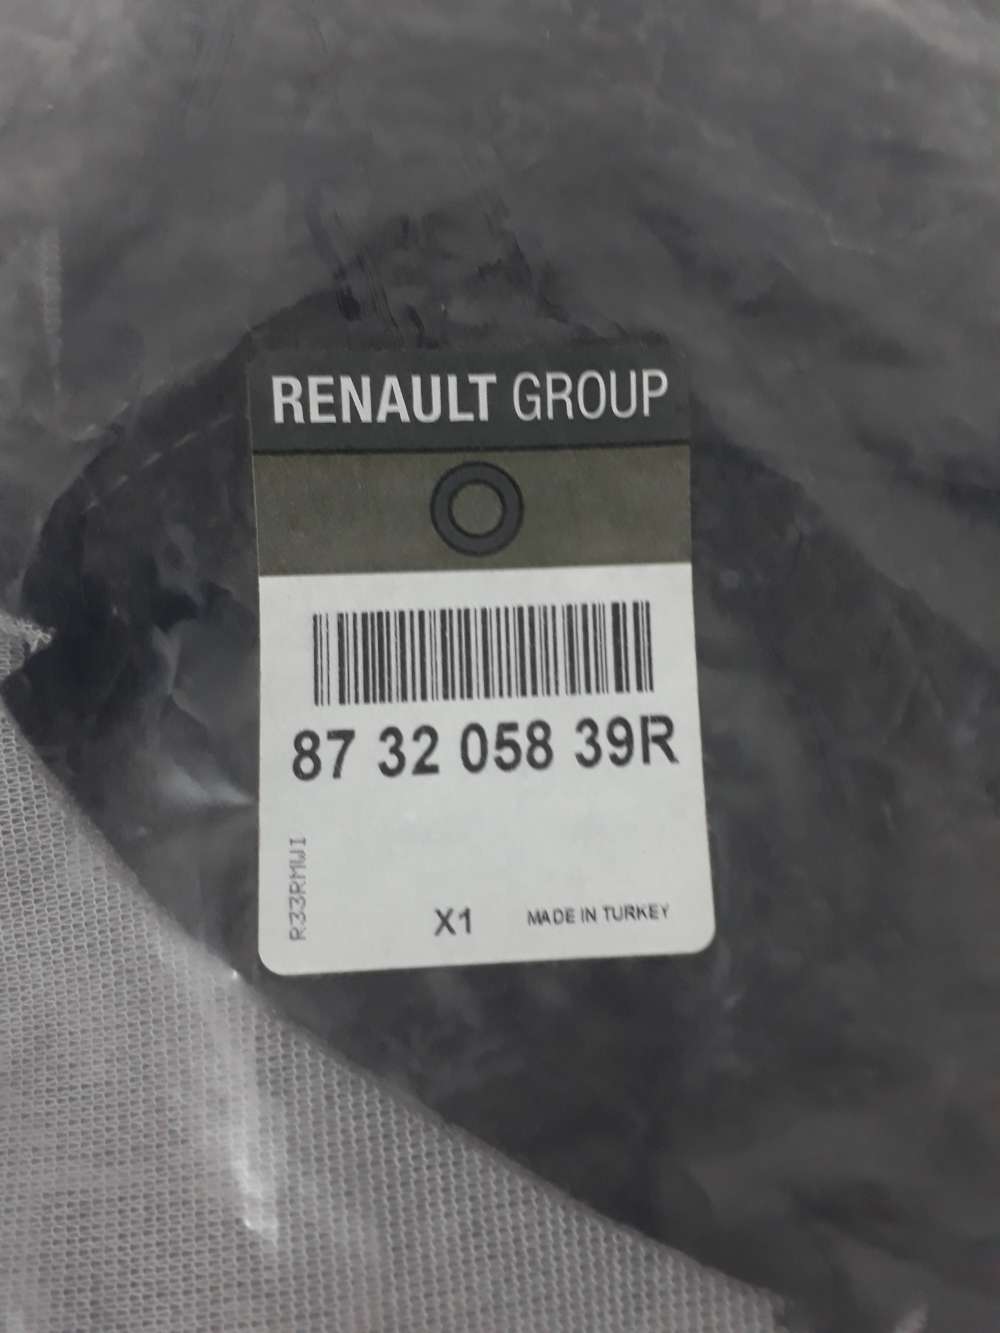 RENAULT GROUP
87 32 058 39R
R33RMWI
X1
MADE IN TURKEY